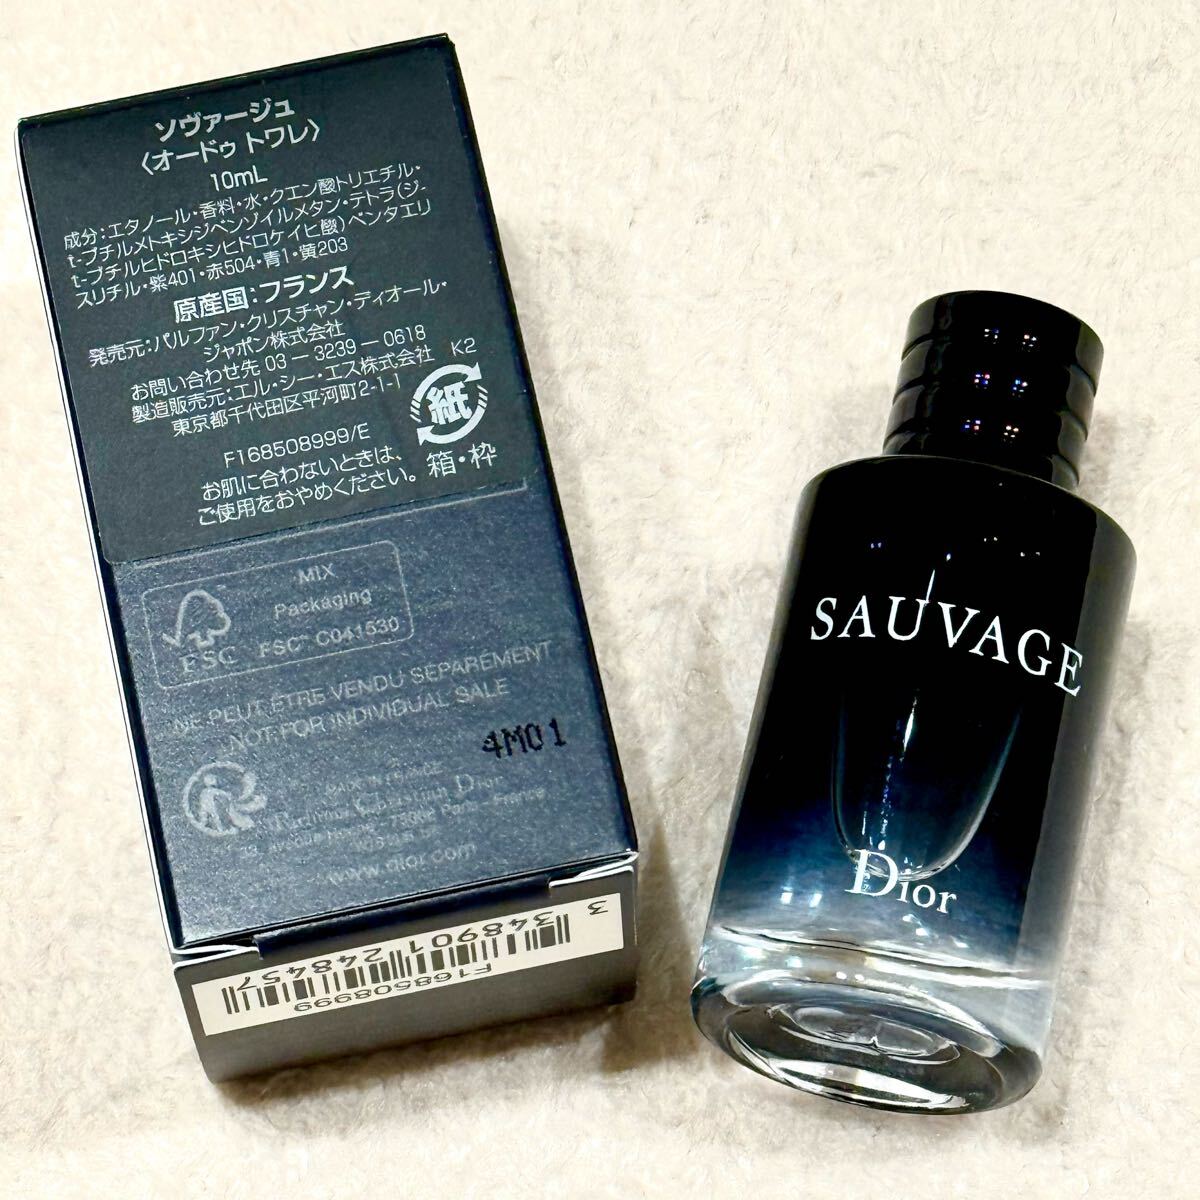 ソヴァージュ
〈オードゥ トワレ〉
10mL
成分：エタノール・香料・水・クエン酸トリエチル・
t-ブチルメトキシジベンゾイルメタン・テトラ(ジ-
t-ブチルヒドロキシヒドロケイヒ酸)ペンタエリ
スリチル・紫401・赤504・青1・黄203
原産国：フランス
発売元：パルファン・クリスチャン・ディオール・
ジャポン株式会社
お問い合わせ先 03－3239－0618
製造販売元：エル・シー・エス株式会社 K2
東京都千代田区平河町2-1-1
紙
箱・枠
F168508999/E
お肌に合わないときは、
ご使用をおやめください。
MIX
Packaging
FSC FSC™ C041530
NE PEUT ÊTRE VENDU SÉPARÉMENT
NOT FOR INDIVIDUAL SALE
4M01
MADE IN FRANCE
Parfums Christian Dior
75008 Paris - France
www.dior.com
3 348901 248457
F168508999
SAUVAGE
Dior